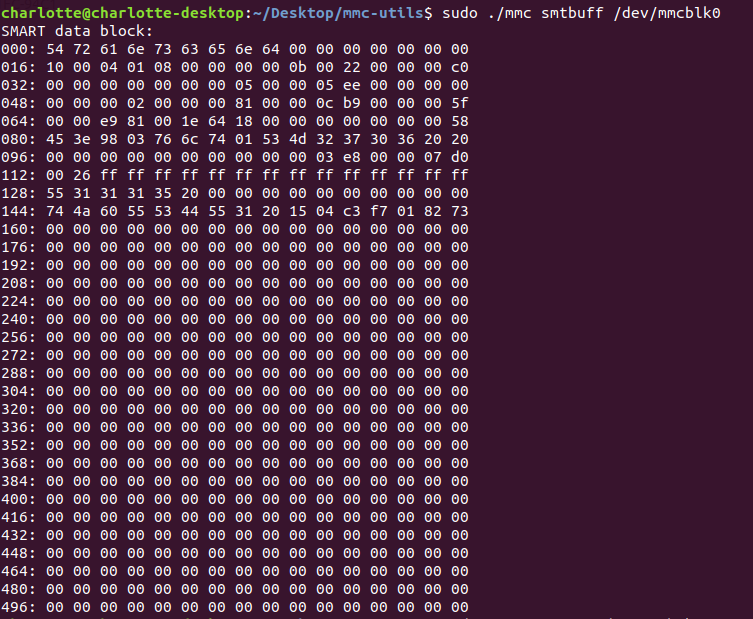 charlotte@charlotte-desktop:~/Desktop/mmc-utils$ sudo ./mmc smtbuff /dev/mmcblk0
SMART data block:
000: 54 72 61 6e 73 63 65 6e 64 00 00 00 00 00 00 00
016: 10 00 04 01 08 00 00 00 00 0b 00 22 00 00 00 c0
032: 00 00 00 00 00 00 00 05 00 00 05 ee 00 00 00 00
048: 00 00 00 02 00 00 00 81 00 00 0c b9 00 00 00 5f
064: 00 00 e9 81 00 1e 64 18 00 00 00 00 00 00 00 58
080: 45 3e 98 03 76 6c 74 01 53 4d 32 37 30 36 20 20
096: 00 00 00 00 00 00 00 00 00 00 03 e8 00 00 07 d0
112: 00 26 ff ff ff ff ff ff ff ff ff ff ff ff ff ff
128: 55 31 31 31 35 20 00 00 00 00 00 00 00 00 00 00
144: 74 4a 60 55 53 44 55 31 20 15 04 c3 f7 01 82 73
160: 00 00 00 00 00 00 00 00 00 00 00 00 00 00 00 00
176: 00 00 00 00 00 00 00 00 00 00 00 00 00 00 00 00
192: 00 00 00 00 00 00 00 00 00 00 00 00 00 00 00 00
208: 00 00 00 00 00 00 00 00 00 00 00 00 00 00 00 00
224: 00 00 00 00 00 00 00 00 00 00 00 00 00 00 00 00
240: 00 00 00 00 00 00 00 00 00 00 00 00 00 00 00 00
256: 00 00 00 00 00 00 00 00 00 00 00 00 00 00 00 00
272: 00 00 00 00 00 00 00 00 00 00 00 00 00 00 00 00
288: 00 00 00 00 00 00 00 00 00 00 00 00 00 00 00 00
304: 00 00 00 00 00 00 00 00 00 00 00 00 00 00 00 00
320: 00 00 00 00 00 00 00 00 00 00 00 00 00 00 00 00
336: 00 00 00 00 00 00 00 00 00 00 00 00 00 00 00 00
352: 00 00 00 00 00 00 00 00 00 00 00 00 00 00 00 00
368: 00 00 00 00 00 00 00 00 00 00 00 00 00 00 00 00
384: 00 00 00 00 00 00 00 00 00 00 00 00 00 00 00 00
400: 00 00 00 00 00 00 00 00 00 00 00 00 00 00 00 00
416: 00 00 00 00 00 00 00 00 00 00 00 00 00 00 00 00
432: 00 00 00 00 00 00 00 00 00 00 00 00 00 00 00 00
448: 00 00 00 00 00 00 00 00 00 00 00 00 00 00 00 00
464: 00 00 00 00 00 00 00 00 00 00 00 00 00 00 00 00
480: 00 00 00 00 00 00 00 00 00 00 00 00 00 00 00 00
496: 00 00 00 00 00 00 00 00 00 00 00 00 00 00 00 00